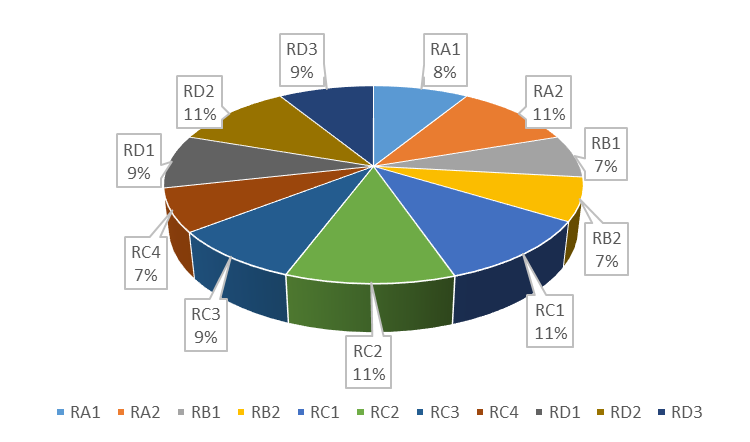 RD3
9%
RA1
8%
RD2
11%
RA2
11%
RD1
9%
RB1
7%
RC4
7%
RB2
7%
RC3
9%
RC1
11%
RC2
11%
RA1 RA2 RB1 RB2 RC1 RC2 RC3 RC4 RD1 RD2 RD3